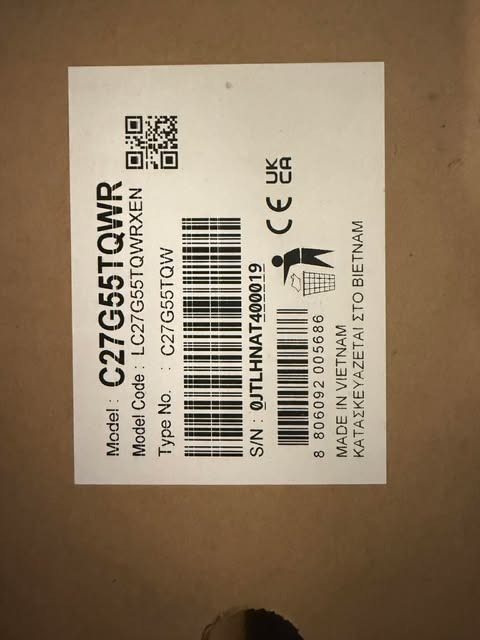 Model : C27G55TQWR
Model Code : LC27G55TQWRXEN
Type No. : C27G55TQW
S/N : 0JTLHNAT400019
CE UK CA
8 806092 005686
MADE IN VIETNAM
ΚΑΤΑΣΚΕΥΑΖΕΤΑΙ ΣΤΟ ΒΙΕΤΝΑΜ